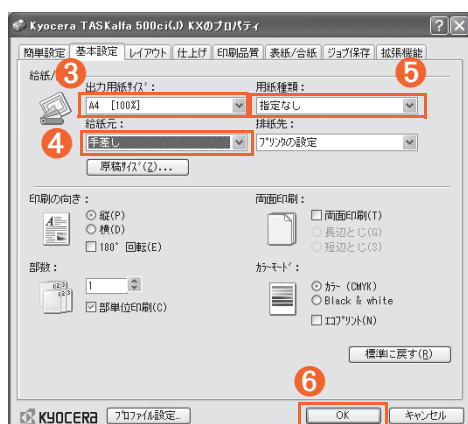 Kyocera TASKalfa 500ci(J) KXのプロパティ
簡単設定 基本設定 レイアウト 仕上げ 印刷品質 表紙/合紙 ジョブ保存 拡張機能
給紙/
3
5
出力用紙ｻｲｽﾞ:
用紙種類:
A4 [100%]
指定なし
4
給紙元:
排紙先:
手差し
ﾌﾟﾘﾝﾀの設定
原稿ｻｲｽﾞ(Z)...
印刷の向き:
両面印刷:
縦(P)
横(O)
180° 回転(E)
両面印刷(T)
長辺とじ(G)
短辺とじ(S)
部数:
ｶﾗｰﾓｰﾄﾞ:
1
部単位印刷(C)
ｶﾗｰ (CMYK)
Black & white
ｴｺﾌﾟﾘﾝﾄ(N)
標準に戻す(R)
6
KYOCERA
ﾌﾟﾛﾌｧｲﾙ設定...
OK
キャンセル